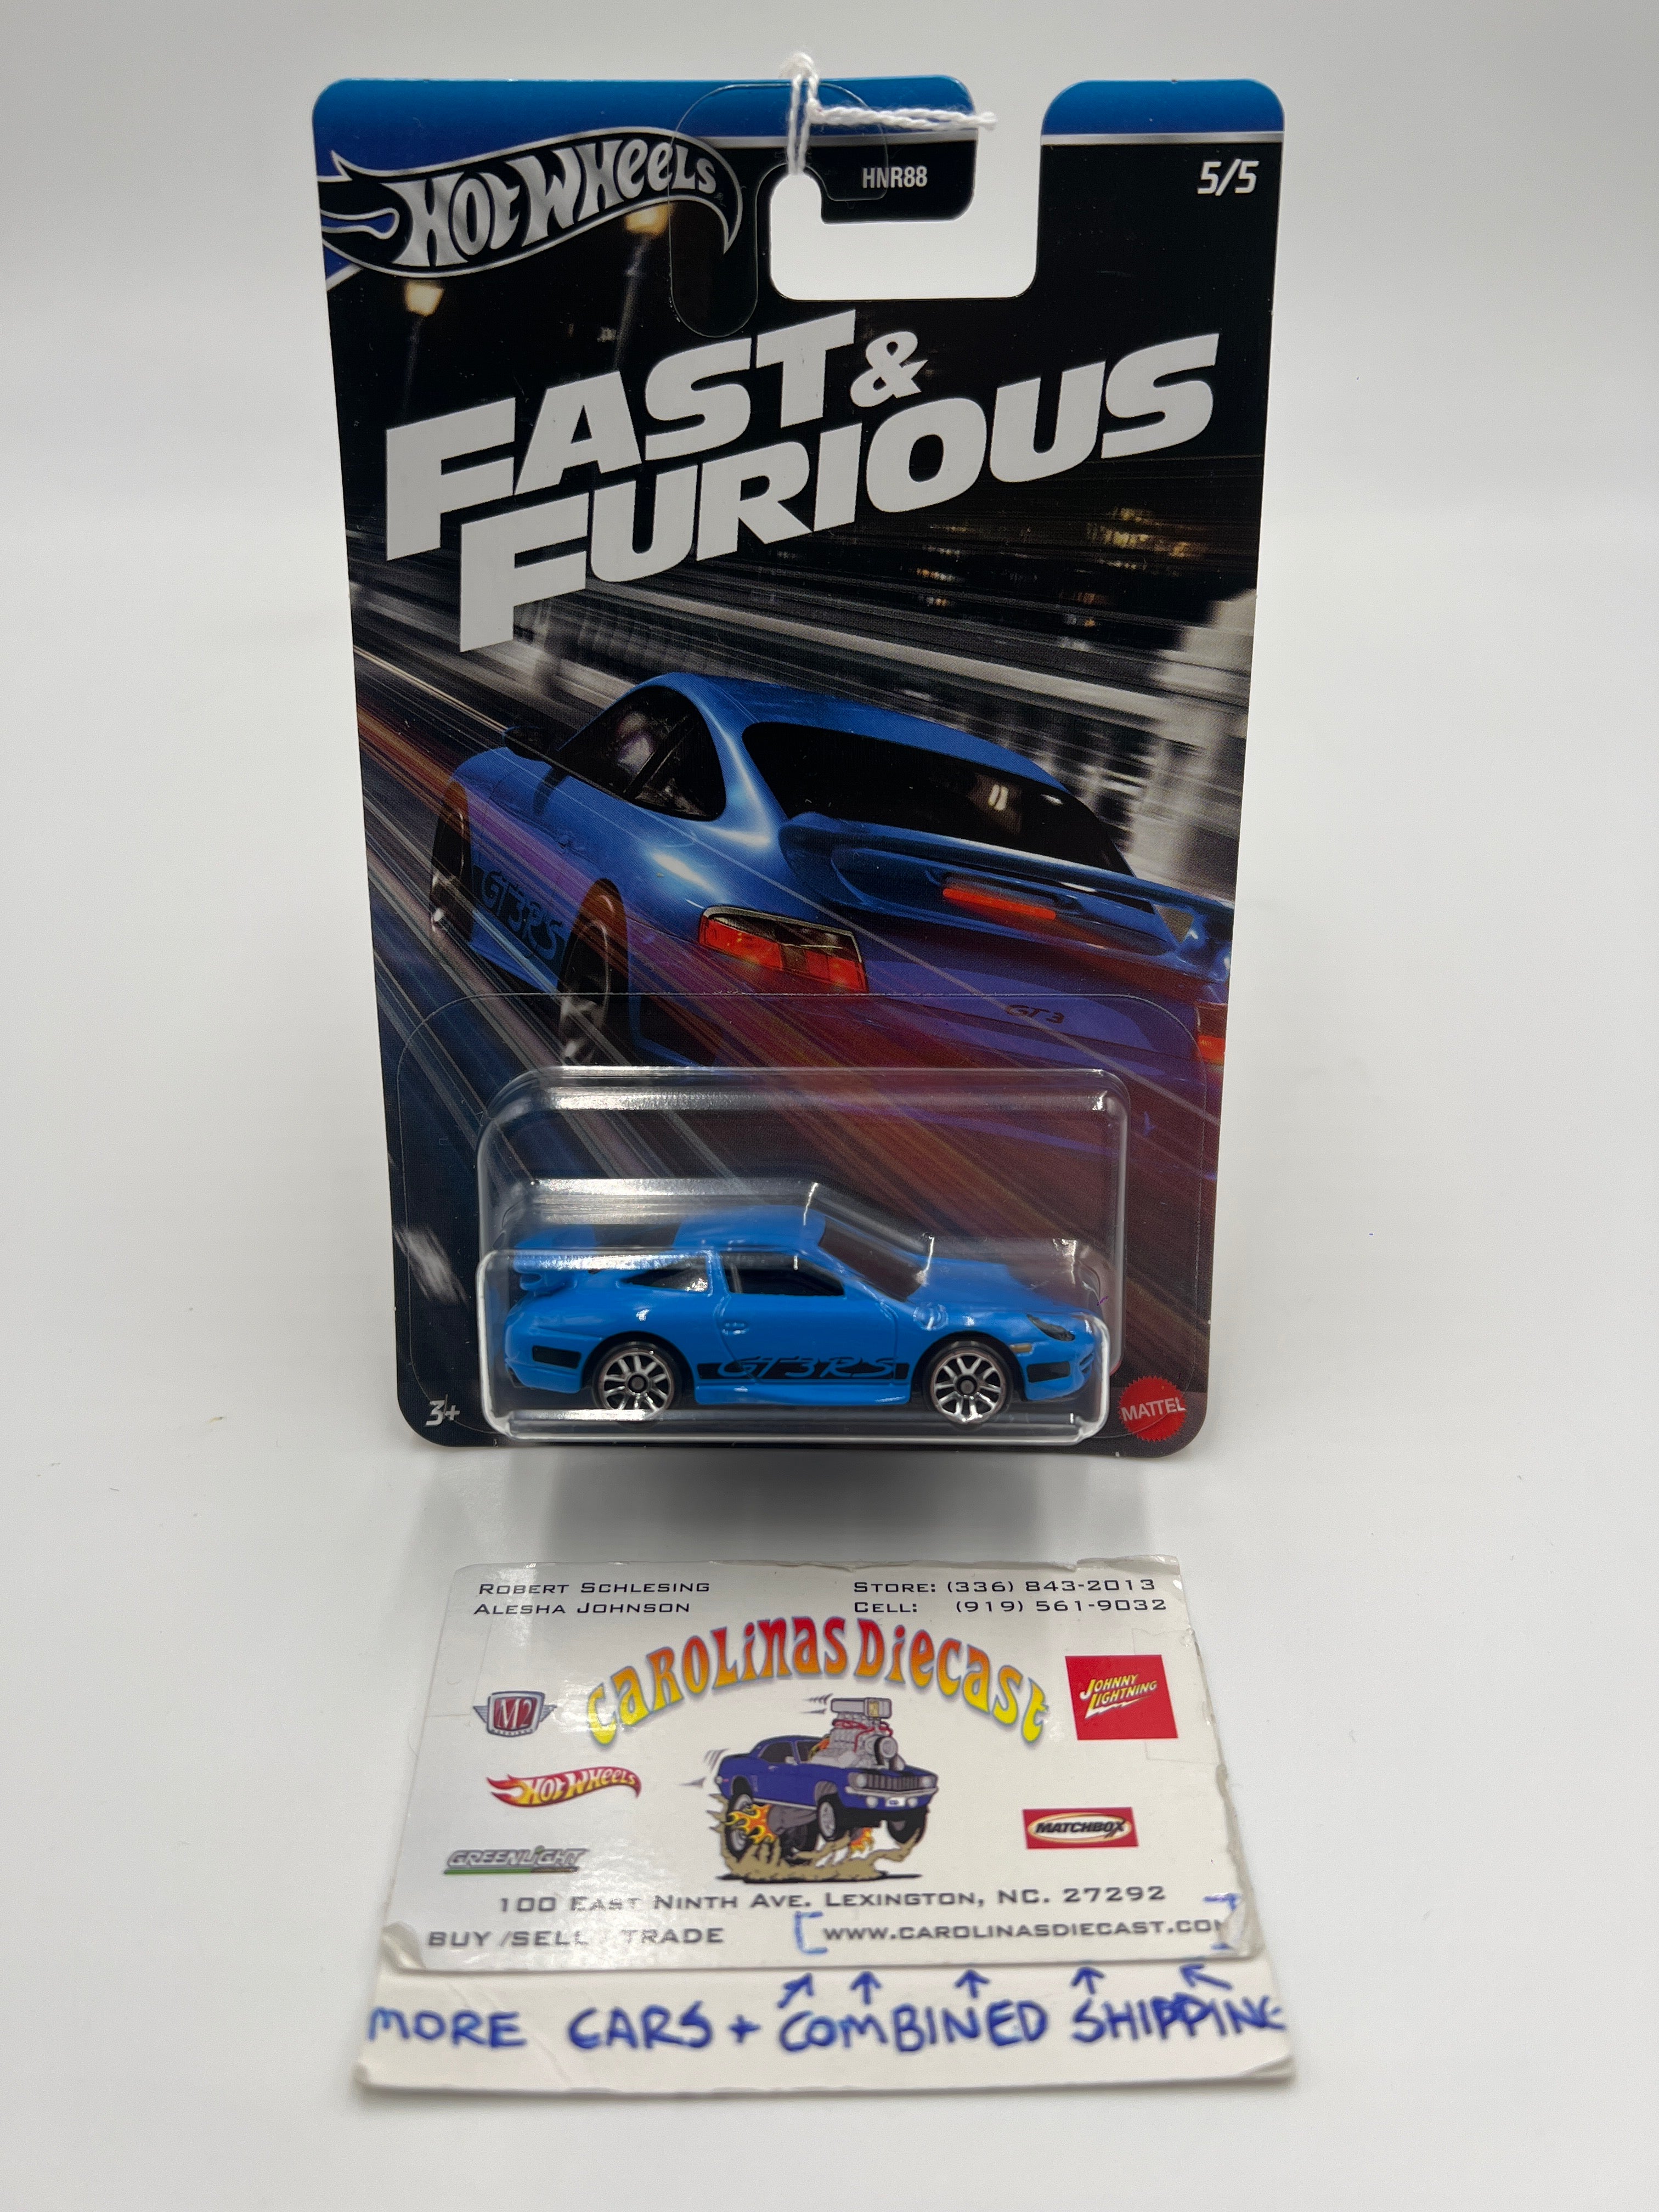 HOT WHEELS
HNR88
5/5
FAST &
FURIOUS
GT3RS
GT3
GT3RS
3+
MATTEL
ROBERT SCHLESING
ALESHA JOHNSON
STORE: (336) 843-2013
CELL: (919) 561-9032
CAROLINAS DIECAST
M2
JOHNNY LIGHTNING
HOT WHEELS
MATCHBOX
GREENLIGHT
100 EAST NINTH AVE. LEXINGTON, NC. 27292
BUY /SELL / TRADE
[WWW.CAROLINASDIECAST.COM]
MORE CARS + COMBINED SHIPPING